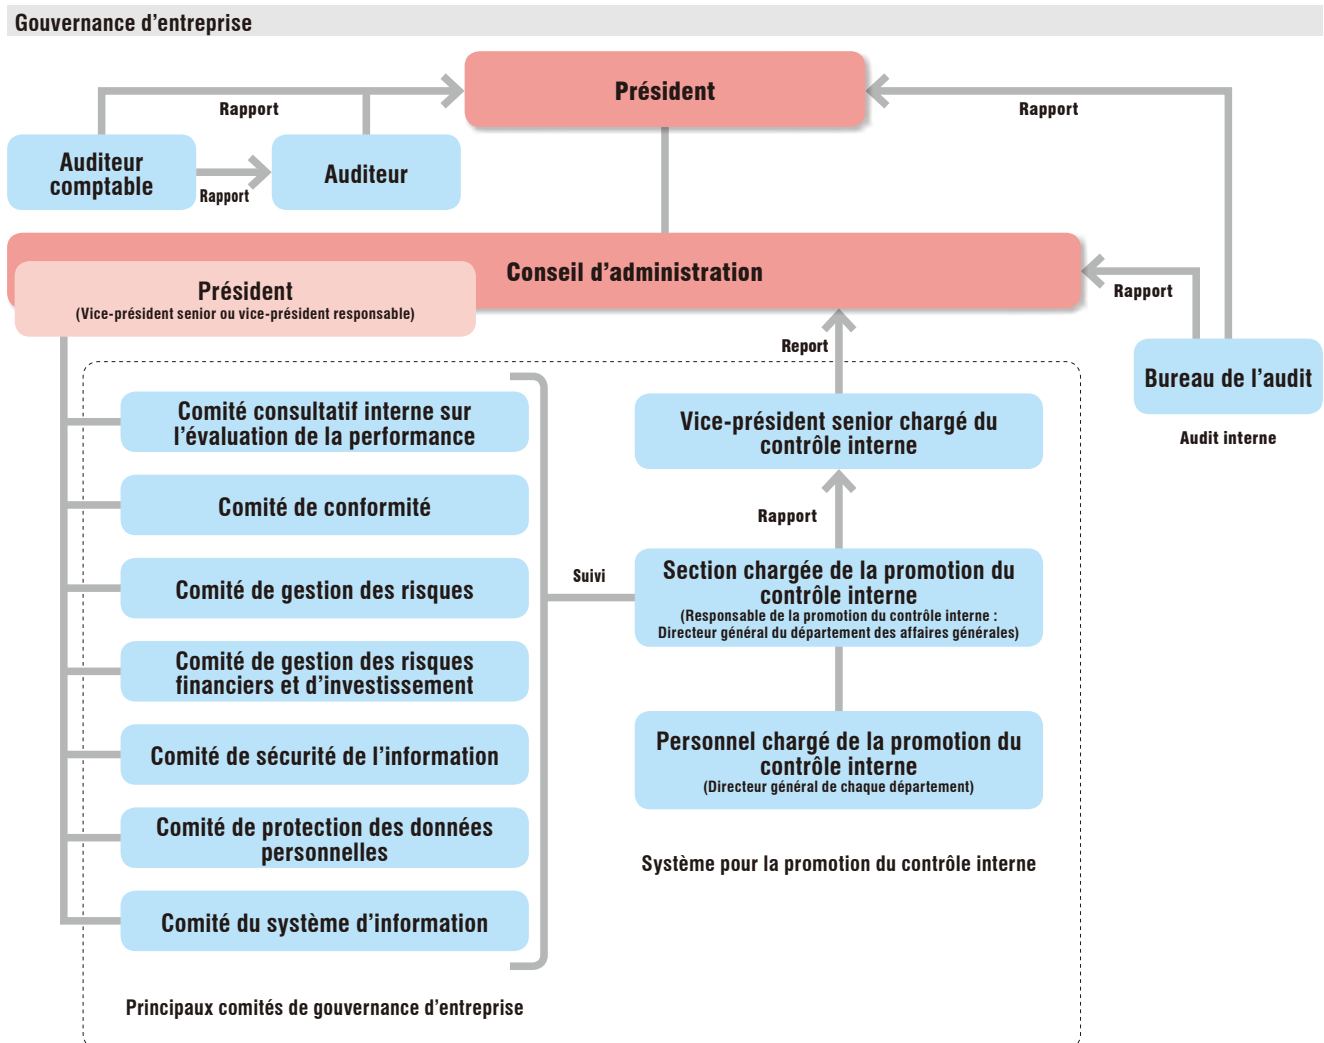 Gouvernance d’entreprise
Président
Rapport
Rapport
Auditeur
comptable
Rapport
Auditeur
Conseil d’administration
Président
(Vice-président senior ou vice-président responsable)
Rapport
Report
Bureau de l’audit
Audit interne
Comité consultatif interne sur
l’évaluation de la performance
Comité de conformité
Comité de gestion des risques
Comité de gestion des risques
financiers et d’investissement
Comité de sécurité de l’information
Comité de protection des données
personnelles
Comité du système d’information
Principaux comités de gouvernance d’entreprise
Suivi
Vice-président senior chargé du
contrôle interne
Rapport
Section chargée de la promotion du
contrôle interne
(Responsable de la promotion du contrôle interne :
Directeur général du département des affaires générales)
Personnel chargé de la promotion du
contrôle interne
(Directeur général de chaque département)
Système pour la promotion du contrôle interne